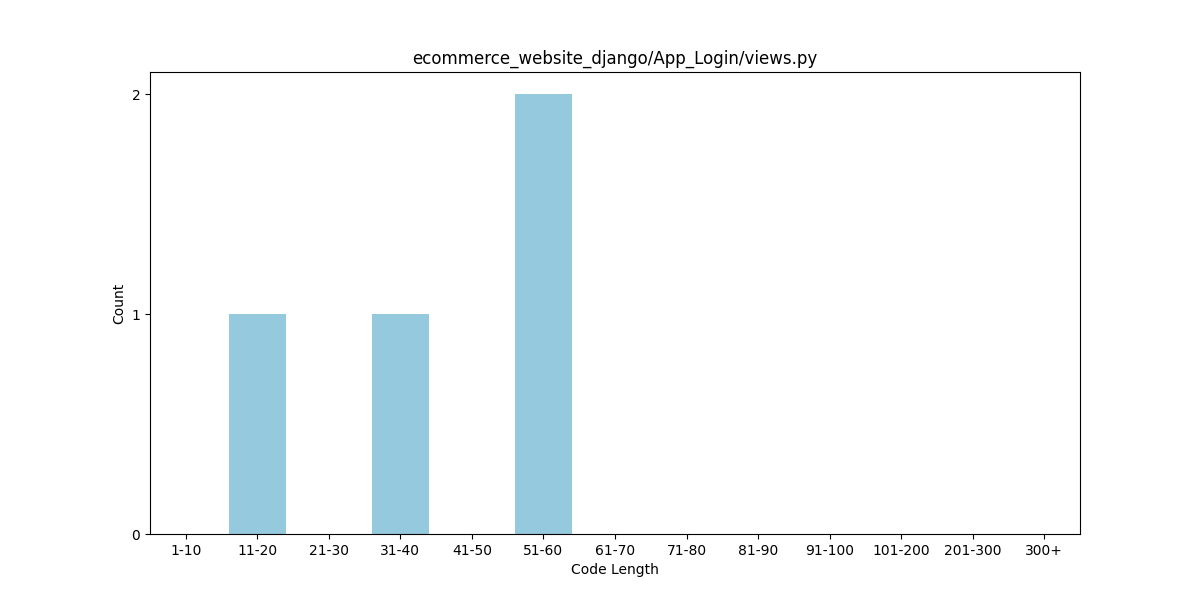 ecommerce_website_django/App_Login/views.py
Count
2
1
0
1-10 11-20 21-30 31-40 41-50 51-60 61-70 71-80 81-90 91-100 101-200 201-300 300+
Code Length